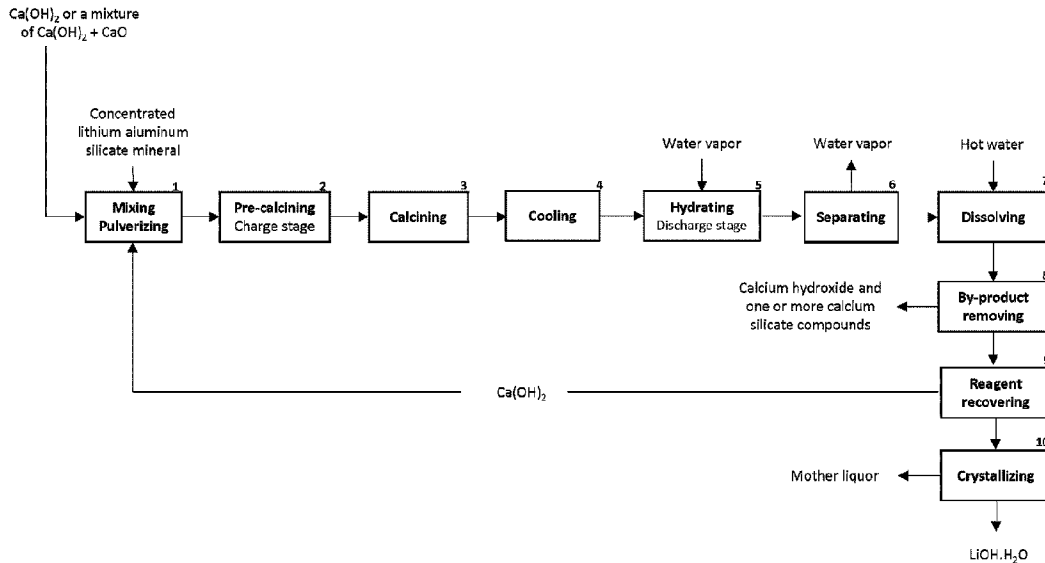 Ca(OH)₂ or a mixture
of Ca(OH)₂ + CaO
Concentrated
lithium aluminum
silicate mineral
1
Mixing
Pulverizing
2
Pre-calcining
Charge stage
3
Calcining
4
Cooling
Water vapor
5
Hydrating
Discharge stage
Water vapor
6
Separating
Hot water
7
Dissolving
8
By-product
removing
Calcium hydroxide and
one or more calcium
silicate compounds
Reagent
recovering
Ca(OH)₂
10
Crystallizing
Mother liquor
LiOH.H₂O